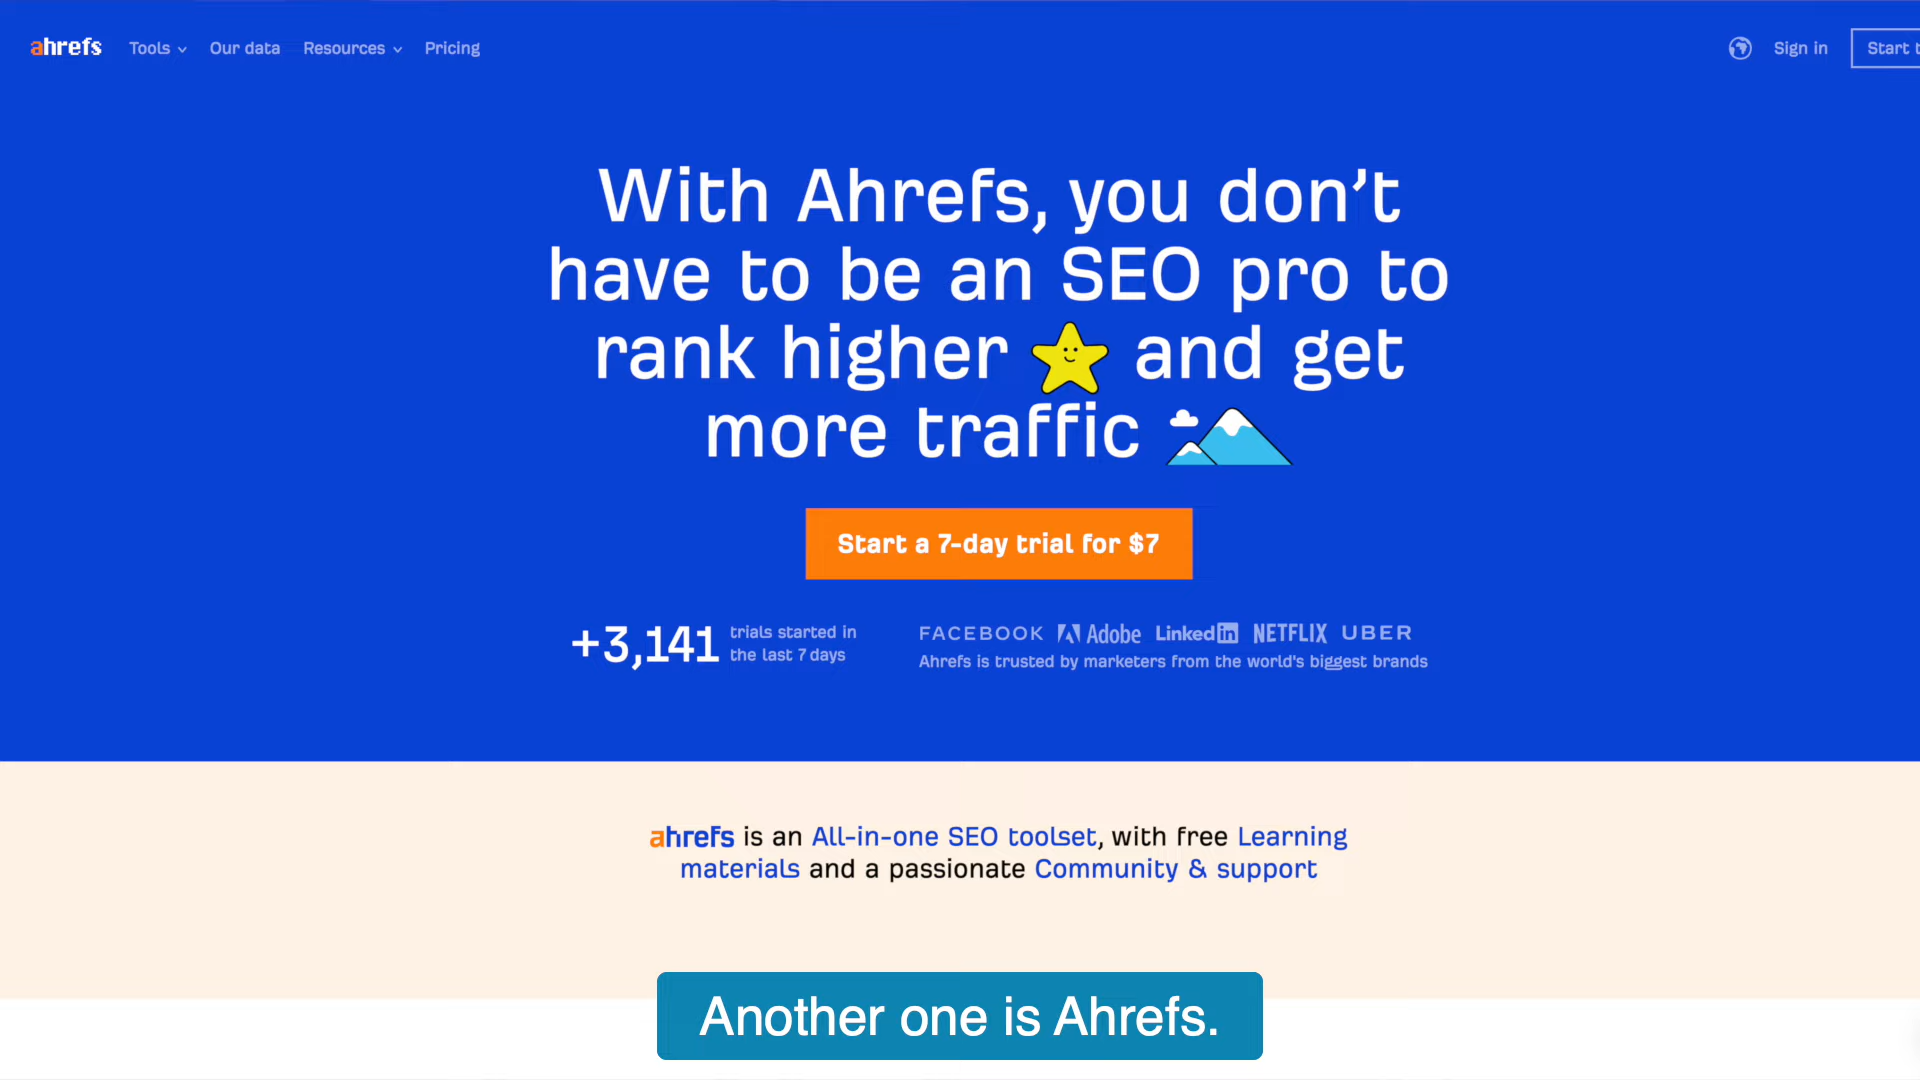 ahrefs Tools Our data Resources Pricing Sign in Start t
With Ahrefs, you don’t
have to be an SEO pro to
rank higher and get
more traffic
Start a 7-day trial for $7
+3,141 trials started in
the last 7 days
FACEBOOK Adobe Linkedin NETFLIX UBER
Ahrefs is trusted by marketers from the world's biggest brands
ahrefs is an All-in-one SEO toolset, with free Learning
materials and a passionate Community & support
Another one is Ahrefs.